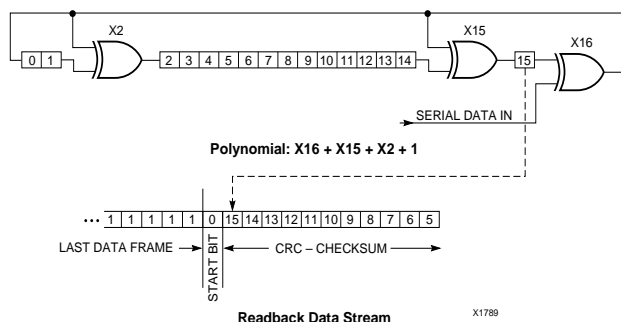 X2 X15 X16
0 1 2 3 4 5 6 7 8 9 10 11 12 13 14 15
SERIAL DATA IN
Polynomial: X16 + X15 + X2 + 1
••• 1 1 1 1 1 0 15 14 13 12 11 10 9 8 7 6 5
LAST DATA FRAME
START BIT
CRC – CHECKSUM
Readback Data Stream
X1789